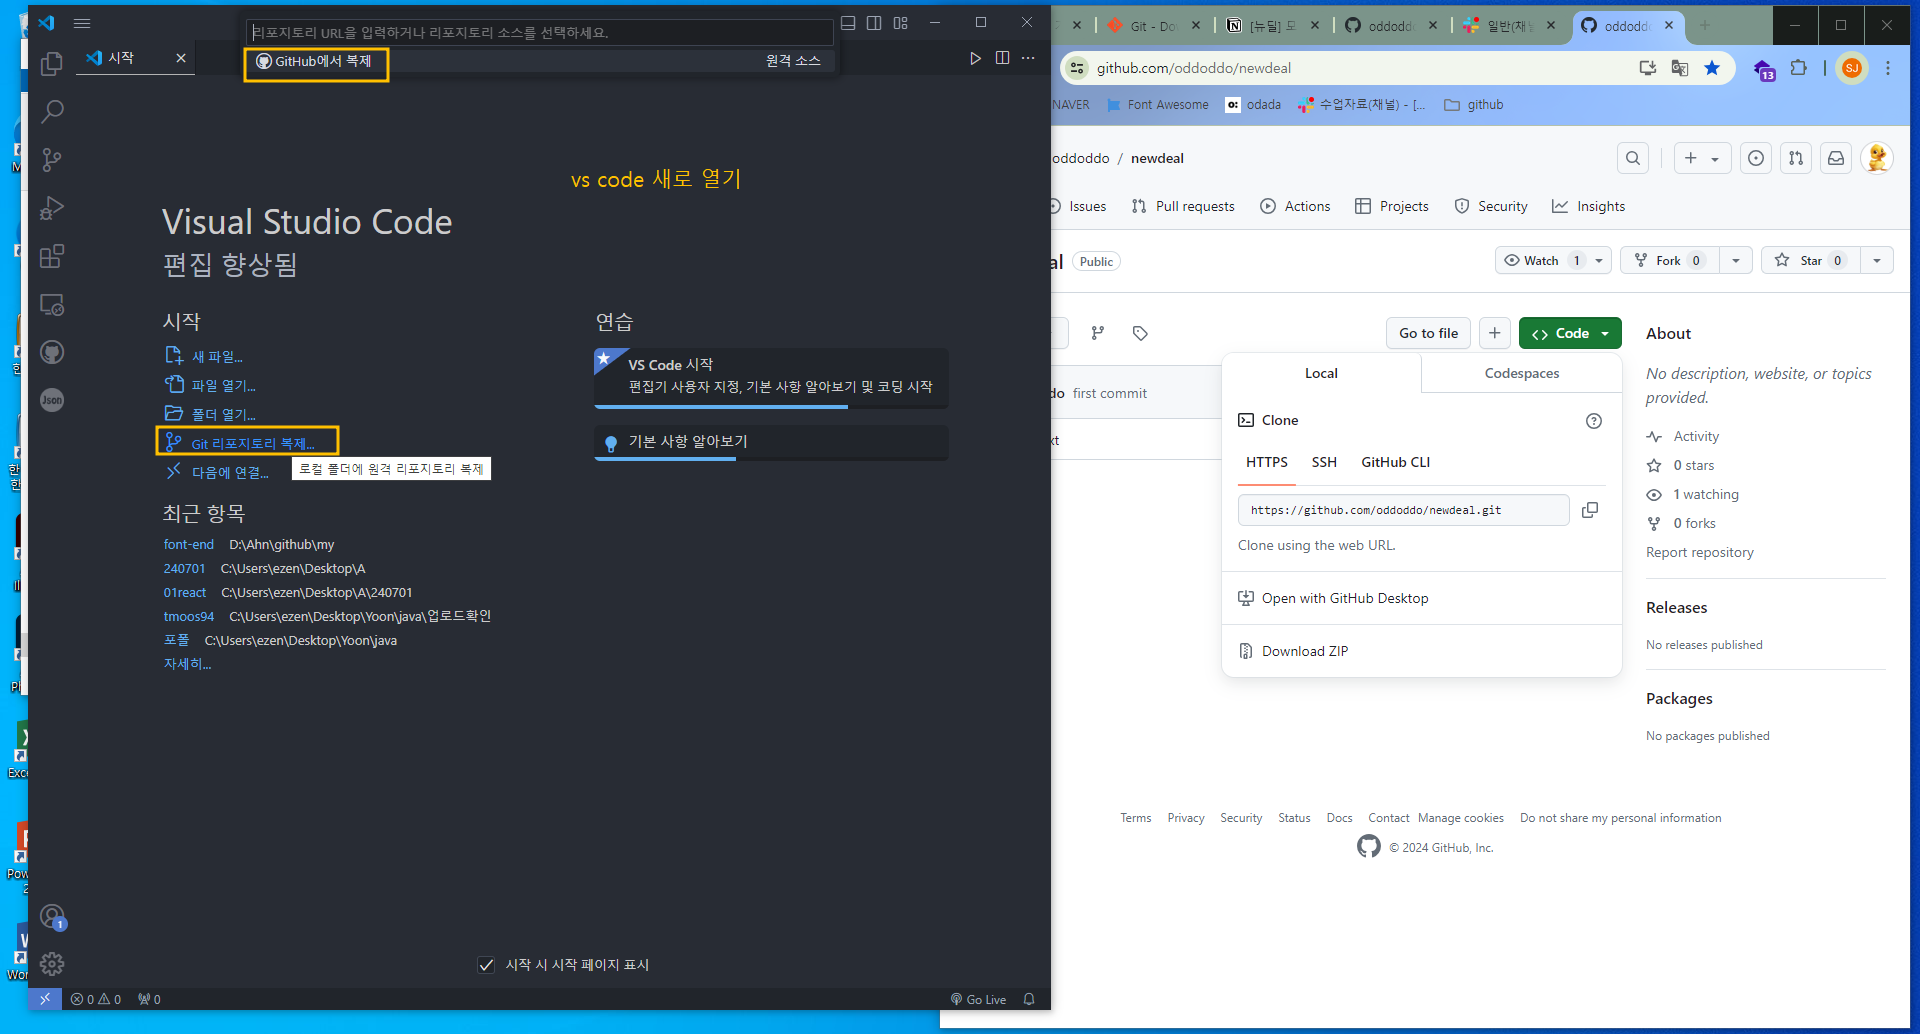 리포지토리 URL을 입력하거나 리포지토리 소스를 선택하세요.
GitHub에서 복제
원격 소스
시작
vs code 새로 열기
Visual Studio Code
편집 향상됨
시작
새 파일...
파일 열기...
폴더 열기...
Git 리포지토리 복제...
로컬 폴더에 원격 리포지토리 복제
다음에 연결...
최근 항목
font-end D:\Ahn\github\my
240701 C:\Users\ezen\Desktop\A
01react C:\Users\ezen\Desktop\A\240701
tmoos94 C:\Users\ezen\Desktop\Yoon\java\업로드확인
포폴 C:\Users\ezen\Desktop\Yoon\java
자세히...
연습
VS Code 시작
편집기 사용자 지정, 기본 사항 알아보기 및 코딩 시작
기본 사항 알아보기
Json
1
시작 시 시작 페이지 표시
0 0 0
Go Live
Git - Do
[뉴딜] 모
oddodd
일반(채널
oddodd
github.com/oddoddo/newdeal
13
SJ
NAVER
Font Awesome
odada
수업자료(채널) - [...
github
oddoddo / newdeal
Issues
Pull requests
Actions
Projects
Security
Insights
al
Public
Watch 1
Fork 0
Star 0
Go to file
Code
do first commit
xt
Local
Codespaces
Clone
HTTPS
SSH
GitHub CLI
https://github.com/oddoddo/newdeal.git
Clone using the web URL.
Open with GitHub Desktop
Download ZIP
About
No description, website, or topics
provided.
Activity
0 stars
1 watching
0 forks
Report repository
Releases
No releases published
Packages
No packages published
Terms
Privacy
Security
Status
Docs
Contact
Manage cookies
Do not share my personal information
© 2024 GitHub, Inc.
Exce
Pow
2
Wor